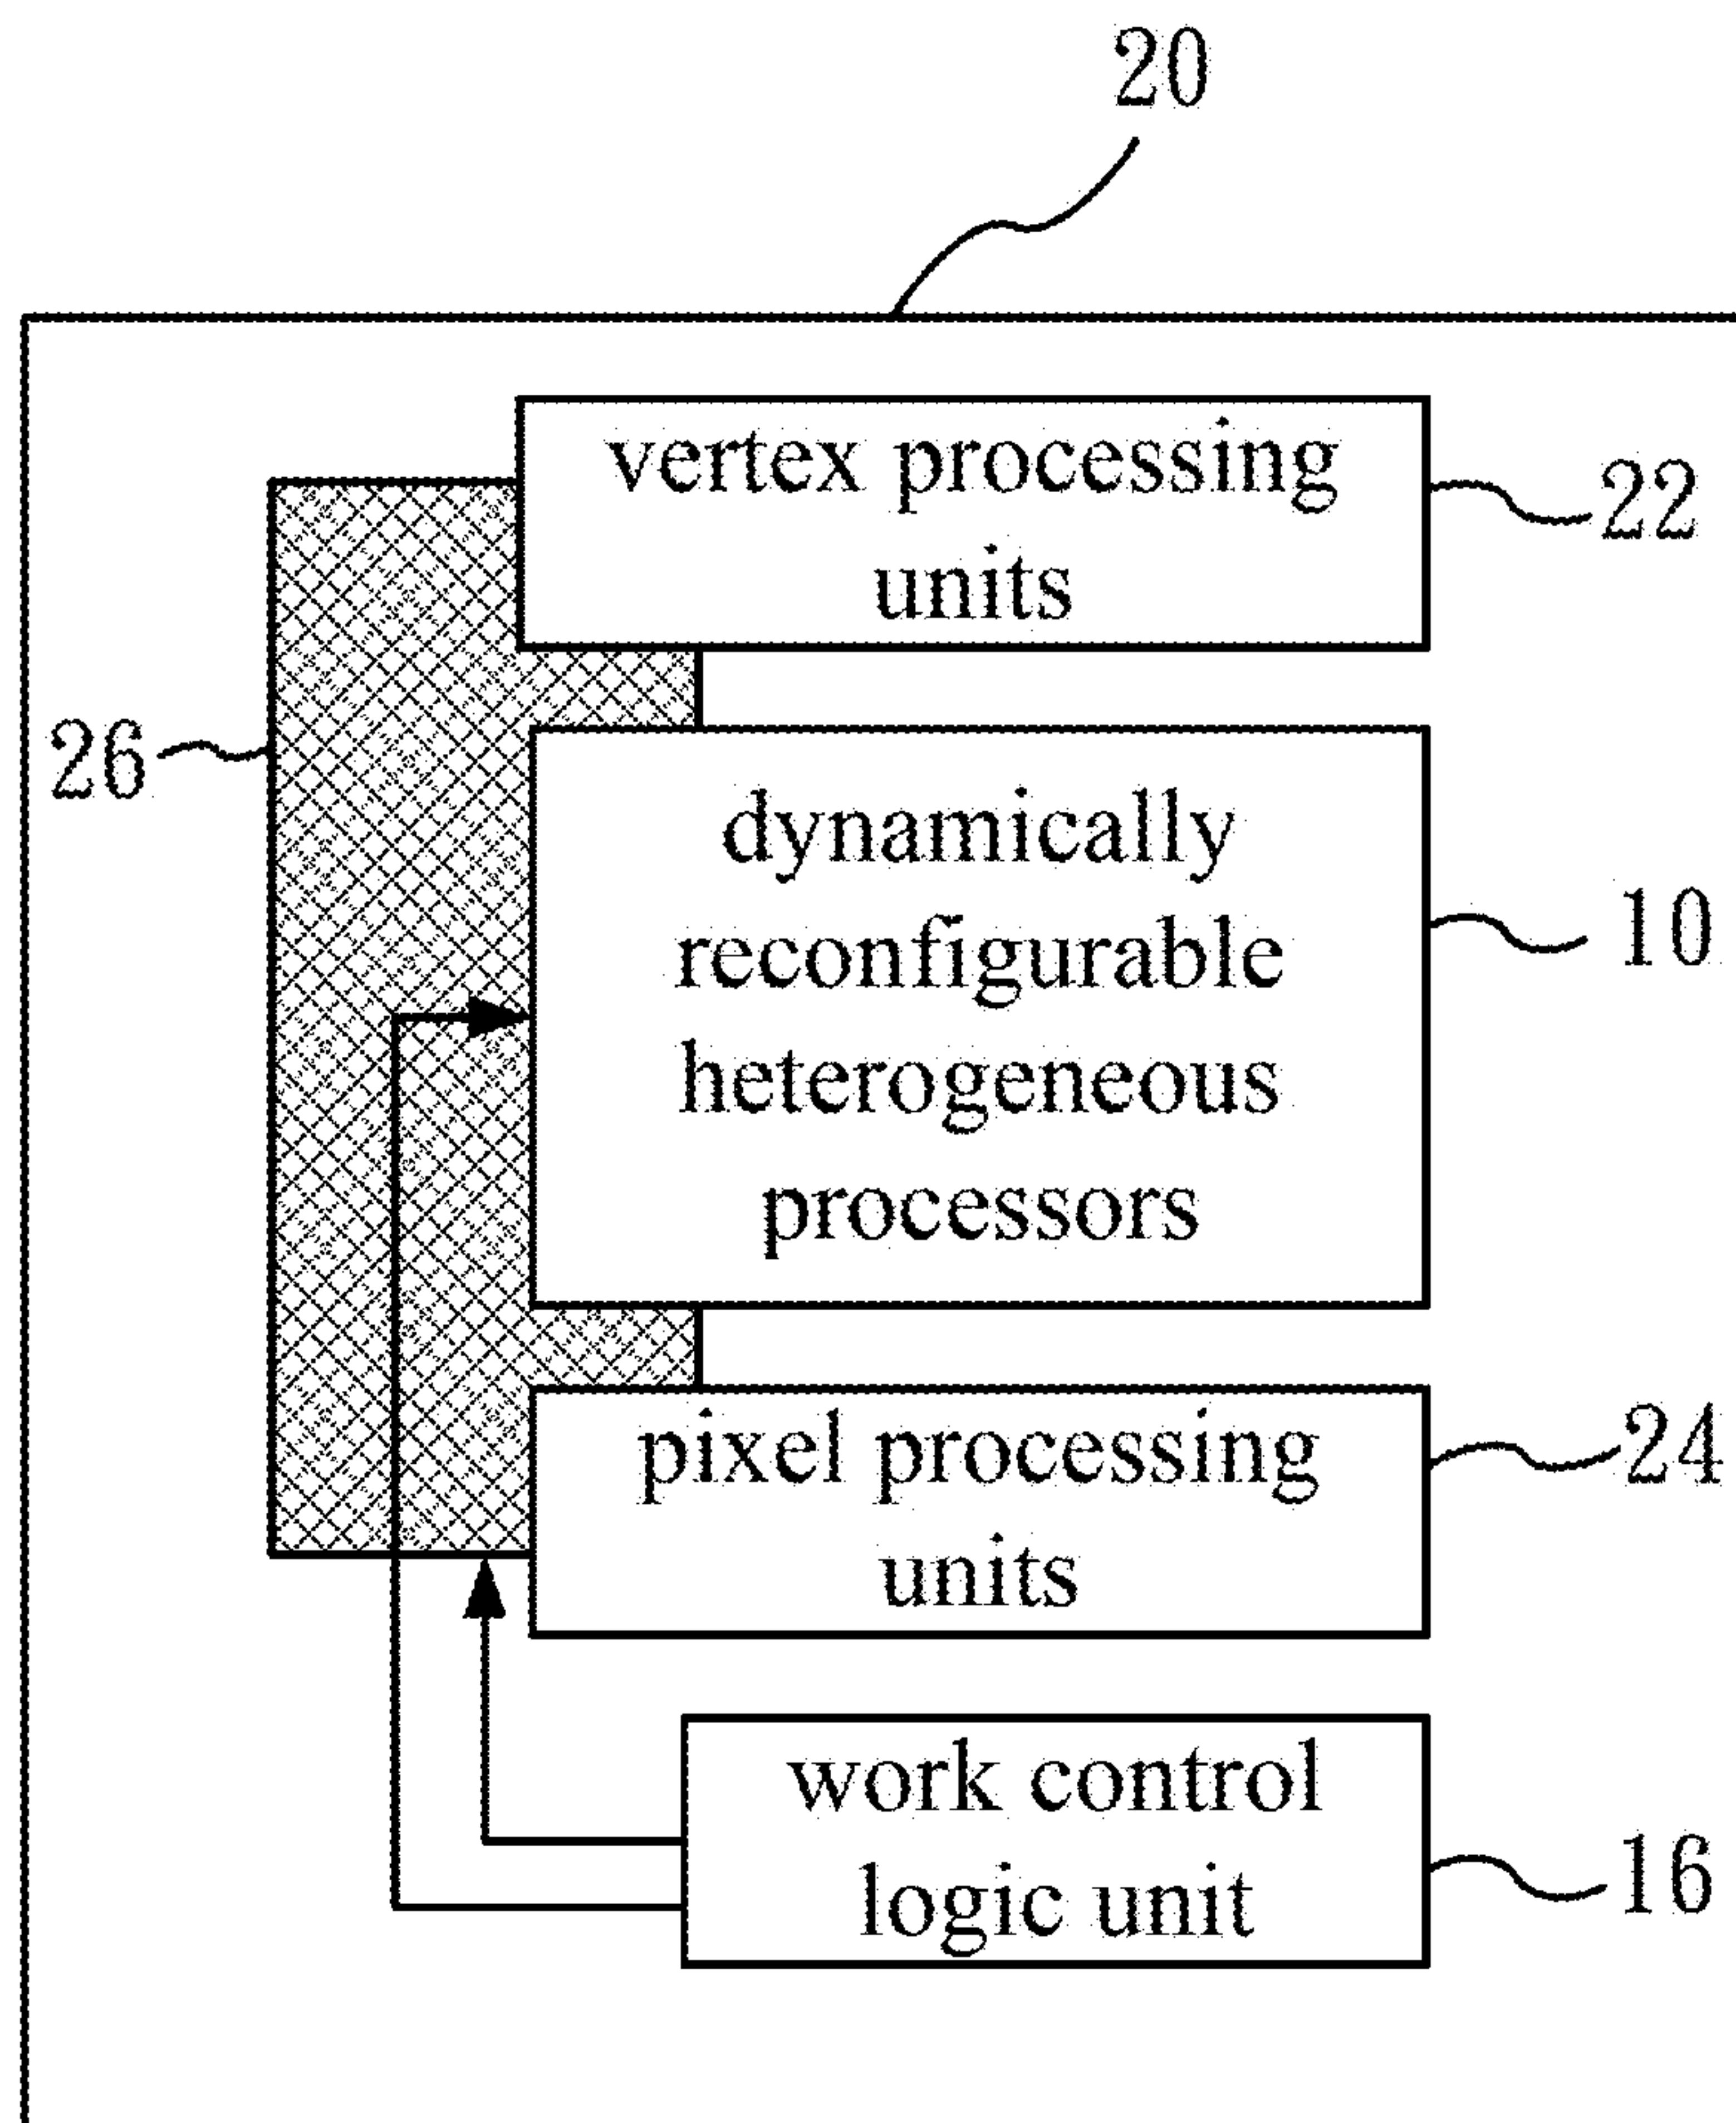 20
vertex processing
units
22
26
dynamically
reconfigurable
heterogeneous
processors
10
pixel processing
units
24
work control
logic unit
16